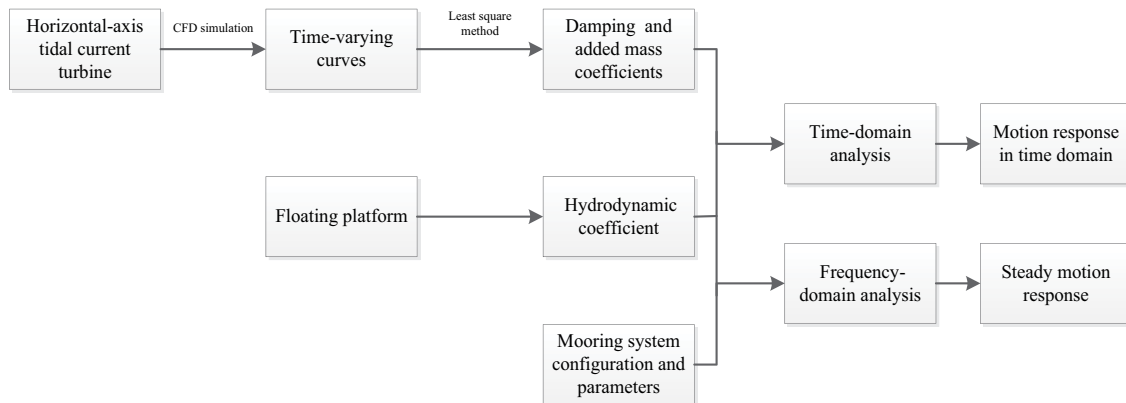 Horizontal-axis
tidal current
turbine
CFD simulation
Time-varying
curves
Least square
method
Damping and
added mass
coefficients
Time-domain
analysis
Motion response
in time domain
Floating platform
Hydrodynamic
coefficient
Frequency-
domain analysis
Steady motion
response
Mooring system
configuration and
parameters